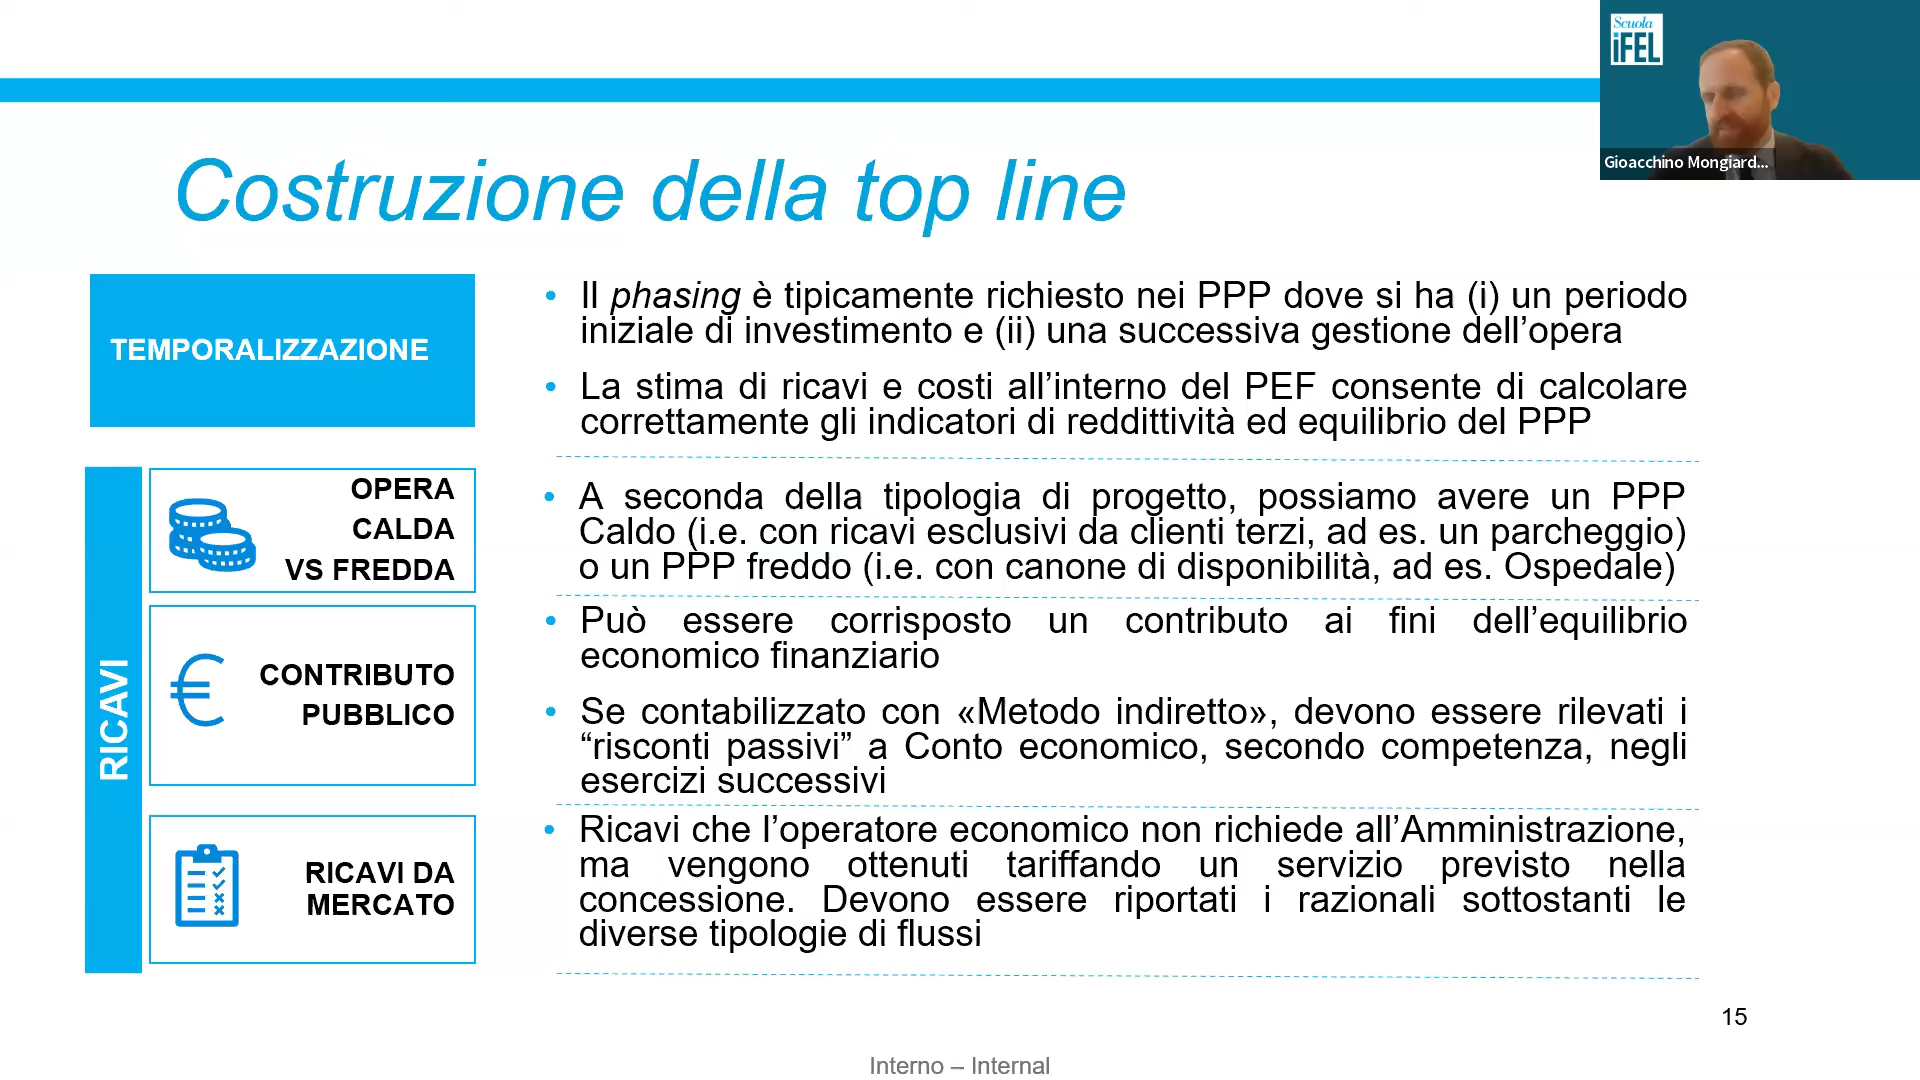 Scuola
iFEL
Gioacchino Mongiard...
Costruzione della top line
TEMPORALIZZAZIONE
• Il phasing è tipicamente richiesto nei PPP dove si ha (i) un periodo
iniziale di investimento e (ii) una successiva gestione dell’opera
• La stima di ricavi e costi all’interno del PEF consente di calcolare
correttamente gli indicatori di reddittività ed equilibrio del PPP
RICAVI
OPERA
CALDA
VS FREDDA
• A seconda della tipologia di progetto, possiamo avere un PPP
Caldo (i.e. con ricavi esclusivi da clienti terzi, ad es. un parcheggio)
o un PPP freddo (i.e. con canone di disponibilità, ad es. Ospedale)
CONTRIBUTO
PUBBLICO
• Può essere corrisposto un contributo ai fini dell’equilibrio
economico finanziario
• Se contabilizzato con «Metodo indiretto», devono essere rilevati i
“risconti passivi” a Conto economico, secondo competenza, negli
esercizi successivi
RICAVI DA
MERCATO
• Ricavi che l’operatore economico non richiede all’Amministrazione,
ma vengono ottenuti tariffando un servizio previsto nella
concessione. Devono essere riportati i razionali sottostanti le
diverse tipologie di flussi
15
Interno – Internal